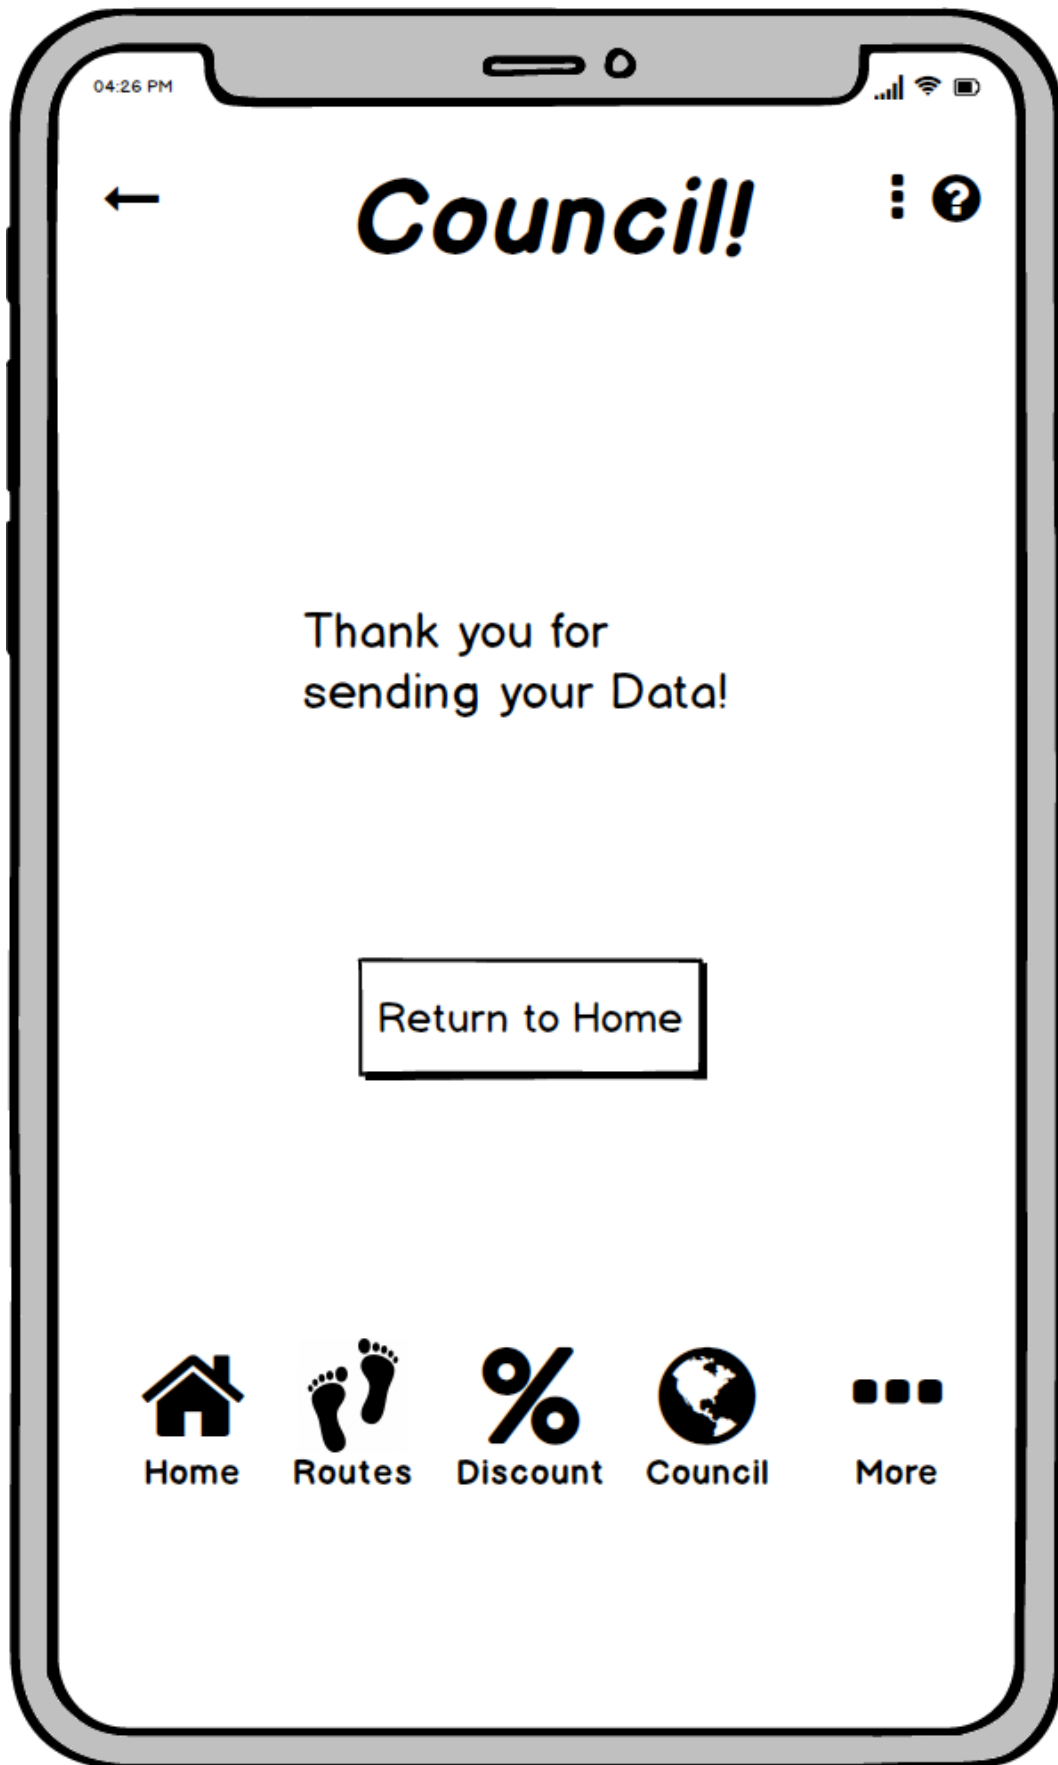 04:26 PM
Council!
Thank you for
sending your Data!
Return to Home
Home Routes Discount Council More